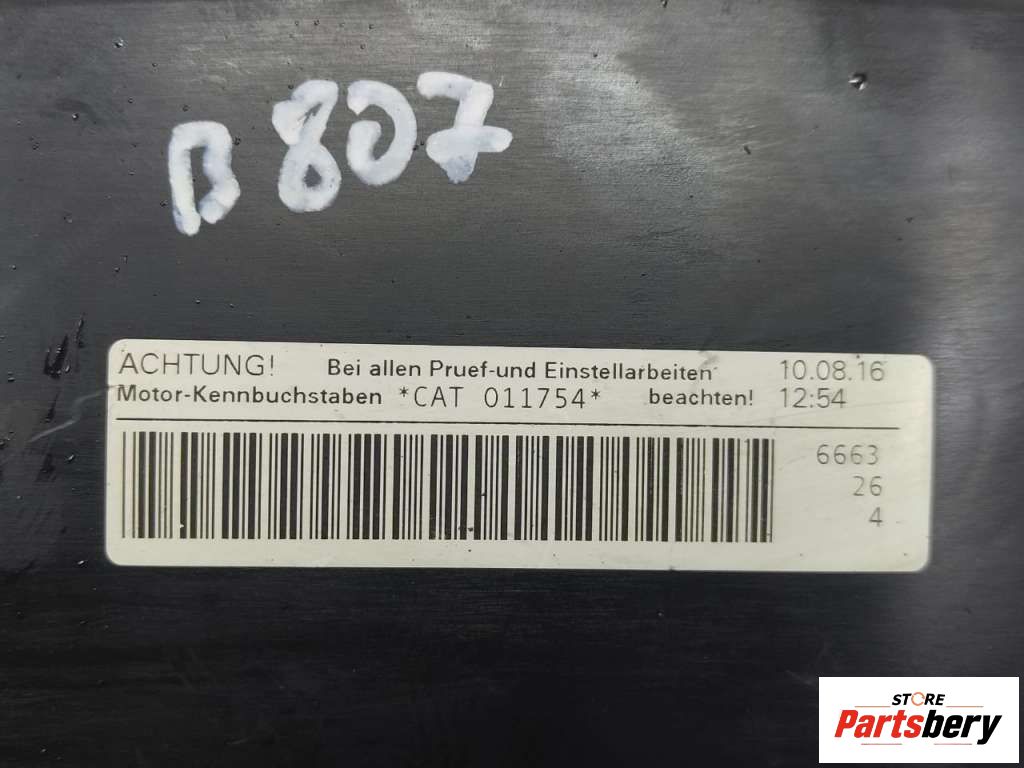 B 807
ACHTUNG! Bei allen Pruef-und Einstellarbeiten 10.08.16
Motor-Kennbuchstaben *CAT 011754* beachten! 12:54
6663
26
4
STORE
Partsbery